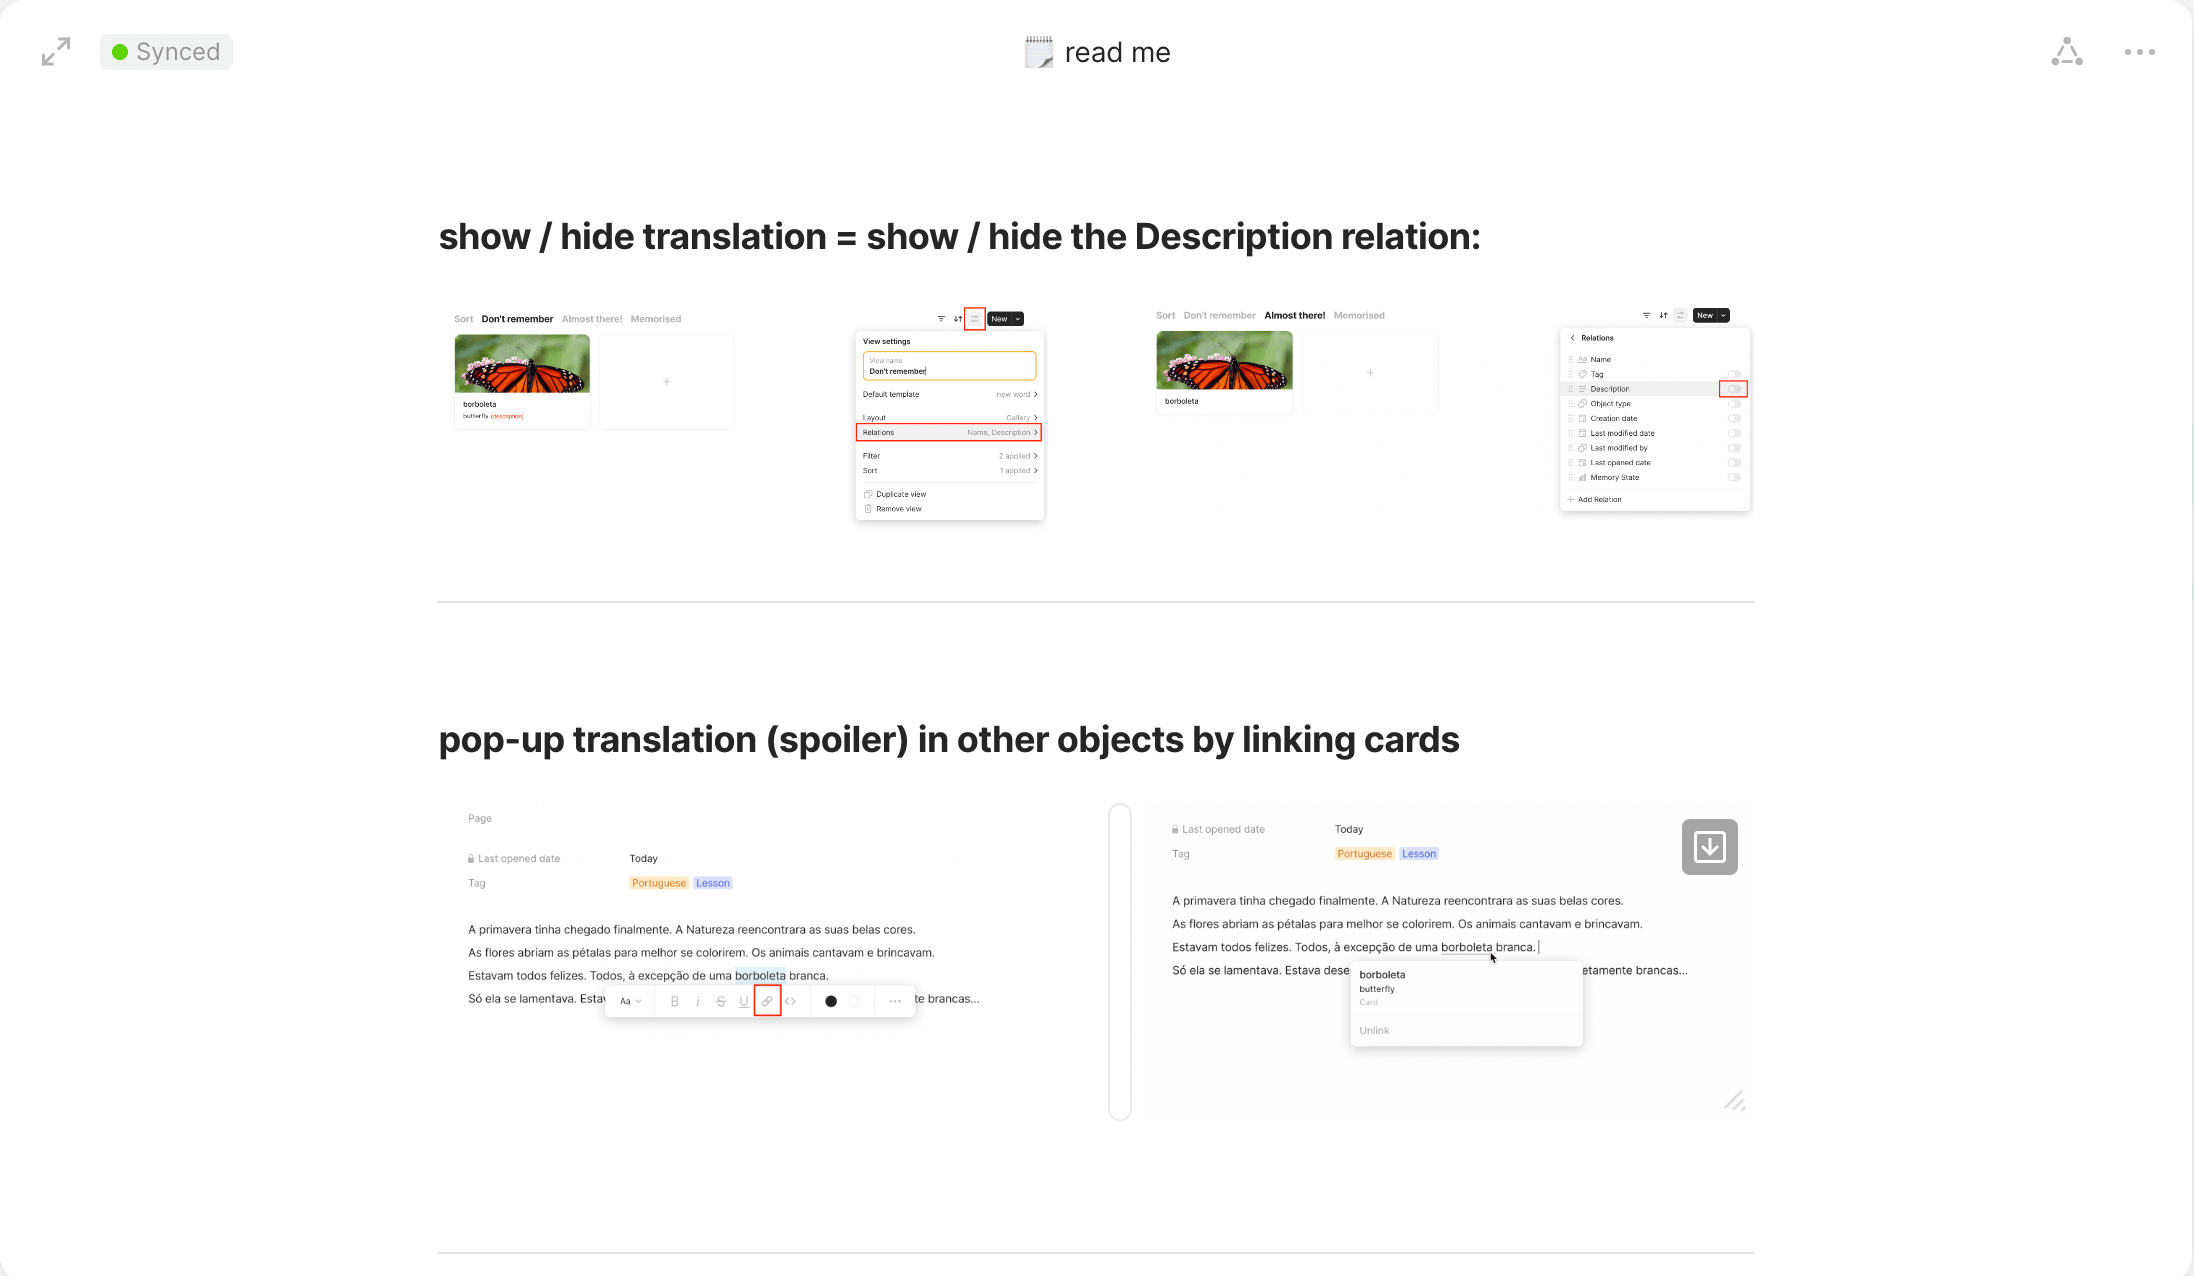 Synced
read me
show / hide translation = show / hide the Description relation:
Sort Don't remember Almost there! Memorised
New
borboleta
butterfly (description)
View settings
View name
Don't remember
Default template new word
Layout Gallery
Relations Name, Description
Filter 2 applied
Sort 1 applied
Duplicate view
Remove view
Sort Don't remember Almost there! Memorised
New
borboleta
Relations
Aa Name
Tag
Description
Object type
Creation date
Last modified date
Last modified by
Last opened date
Memory State
Add Relation
pop-up translation (spoiler) in other objects by linking cards
Page
Last opened date Today
Tag Portuguese Lesson
A primavera tinha chegado finalmente. A Natureza reencontrara as suas belas cores.
As flores abriam as pétalas para melhor se colorirem. Os animais cantavam e brincavam.
Estavam todos felizes. Todos, à excepção de uma borboleta branca.
Só ela se lamentava. Estav te brancas...
Aa B i S U
Last opened date Today
Tag Portuguese Lesson
A primavera tinha chegado finalmente. A Natureza reencontrara as suas belas cores.
As flores abriam as pétalas para melhor se colorirem. Os animais cantavam e brincavam.
Estavam todos felizes. Todos, à excepção de uma borboleta branca.
Só ela se lamentava. Estava dese etamente brancas...
borboleta
butterfly
Card
Unlink